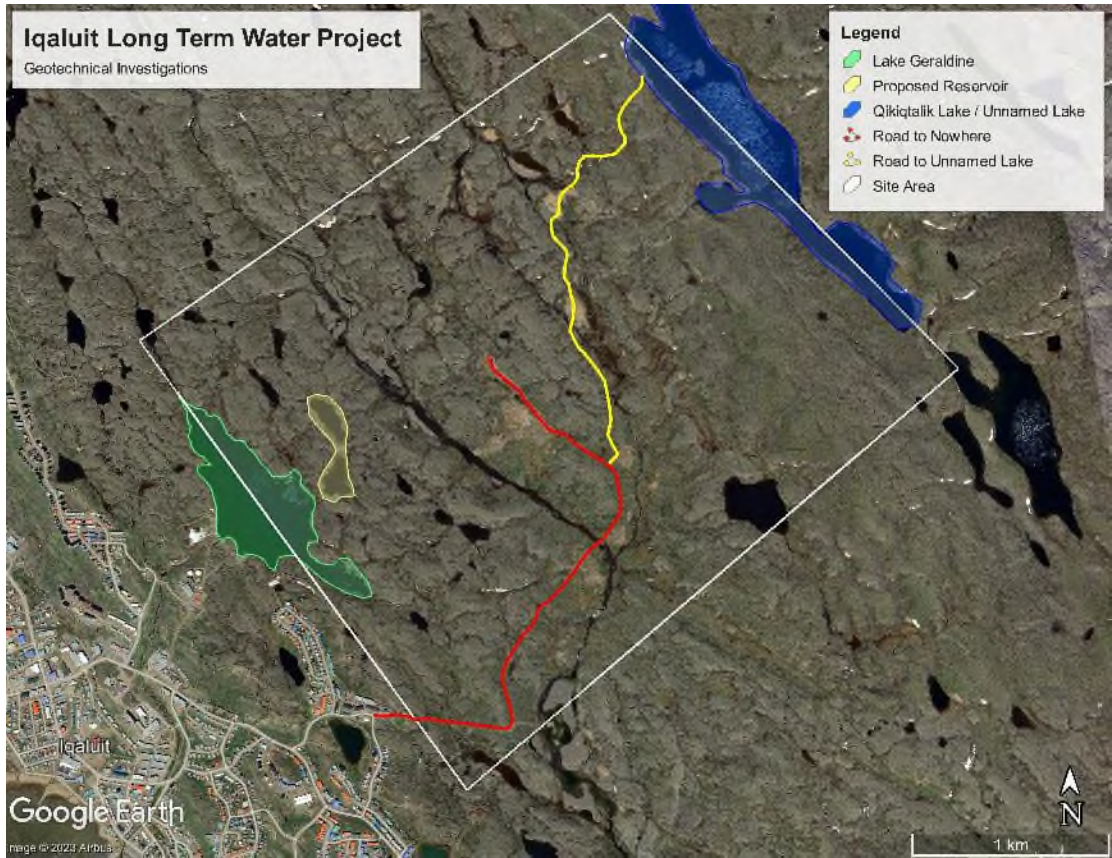 Iqaluit Long Term Water Project
Geotechnical Investigations
Legend
Lake Geraldine
Proposed Reservoir
Qikiqtalik Lake / Unnamed Lake
Road to Nowhere
Road to Unnamed Lake
Site Area
Iqaluit
Google Earth
mage © 2023 Airbus
N
1 km